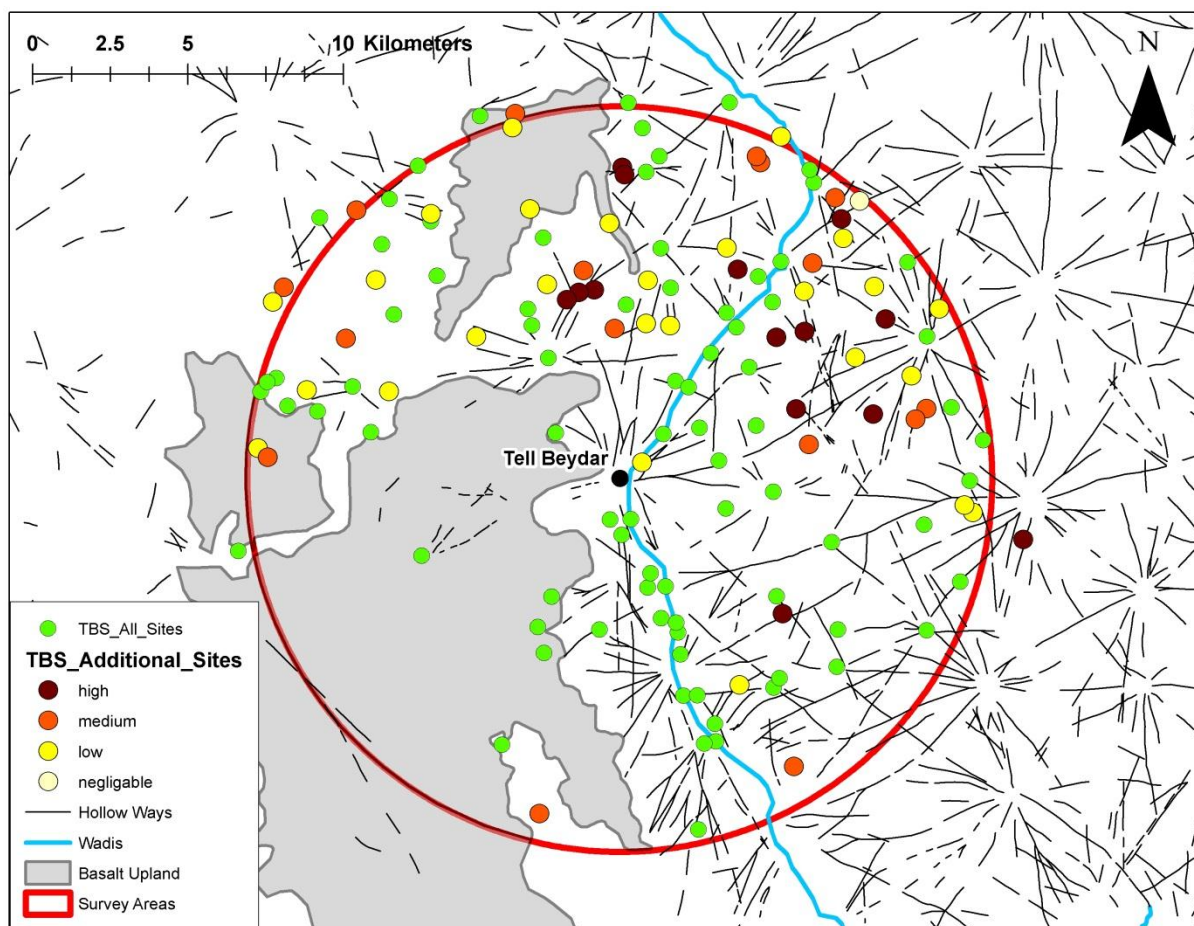 0 2.5 5 10 Kilometers
N
Tell Beydar
TBS_All_Sites
TBS_Additional_Sites
high
medium
low
negligable
Hollow Ways
Wadis
Basalt Upland
Survey Areas